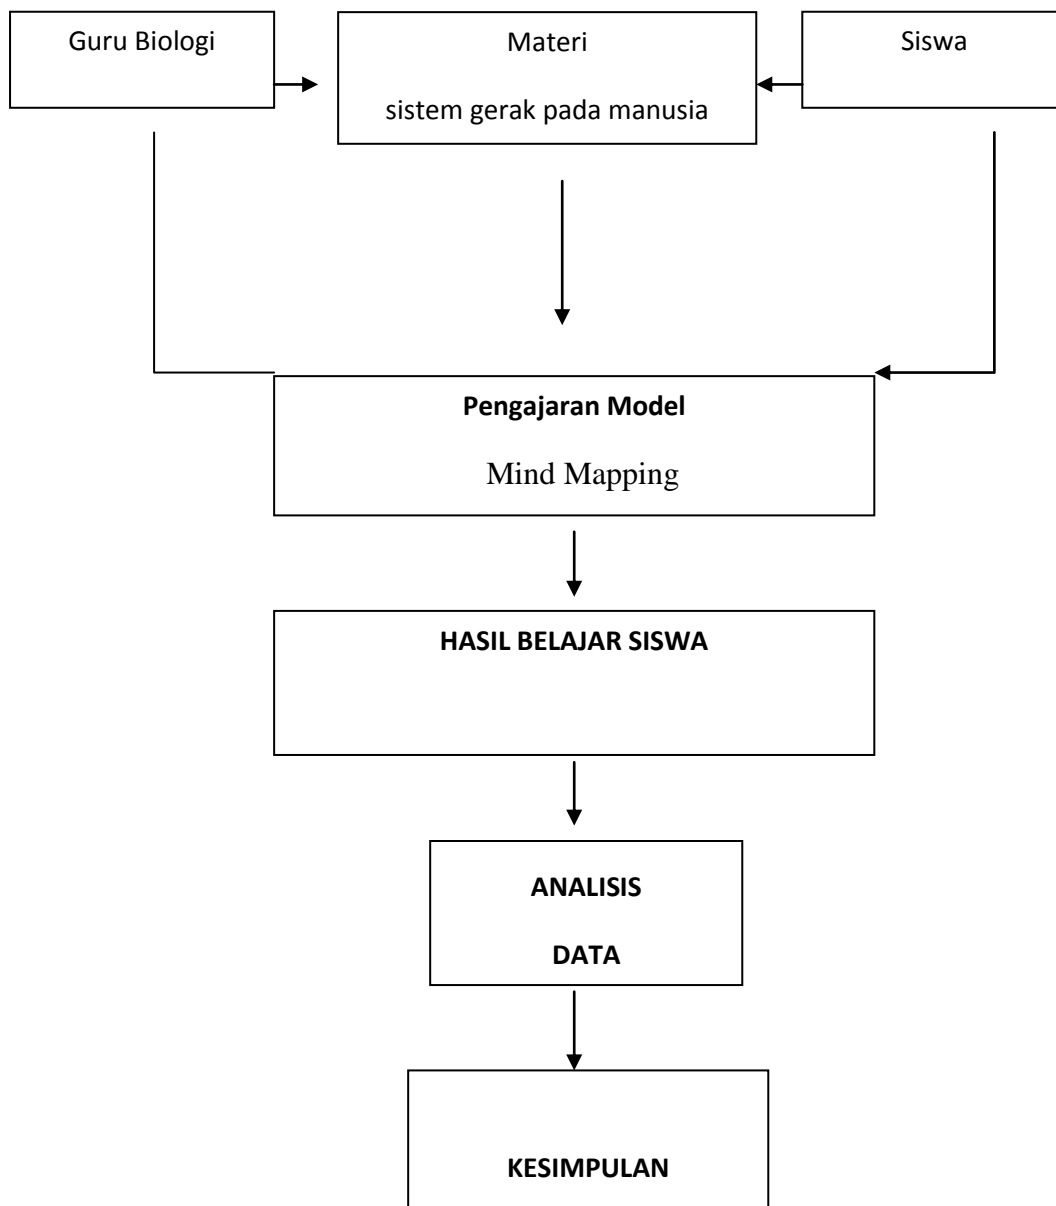 Guru Biologi
Materi
sistem gerak pada manusia
Siswa
Pengajaran Model
Mind Mapping
HASIL BELAJAR SISWA
ANALISIS
DATA
KESIMPULAN